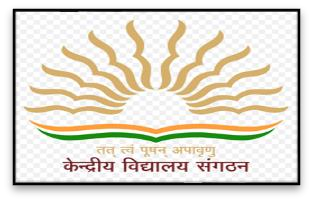 तत् त्वं पूषन् अपावृणु
केन्द्रीय विद्यालय संगठन